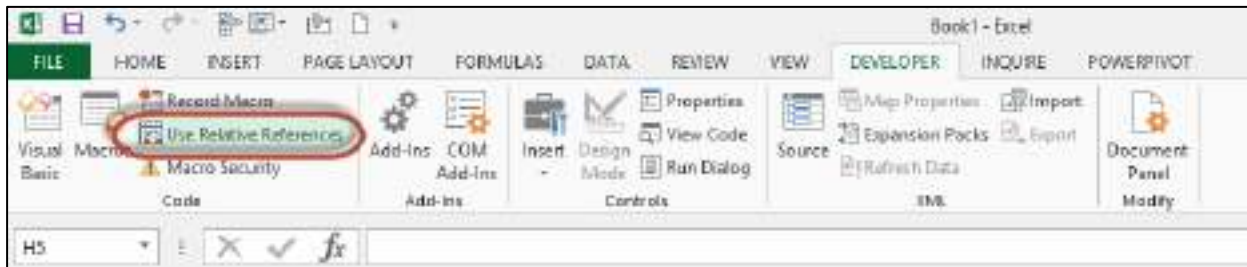 Book1 - Excel
FILE HOME INSERT PAGE LAYOUT FORMULAS DATA REVIEW VIEW DEVELOPER INQUIRE POWERPIVOT
Record Macro Properties Map Properties Import
Use Relative References View Code Expansion Packs Export
Visual Basic Macros Macro Security Add-Ins COM Add-Ins Insert Design Mode Run Dialog Source Refresh Data Document Panel
Code Add-Ins Controls XML Modify
H5 fx